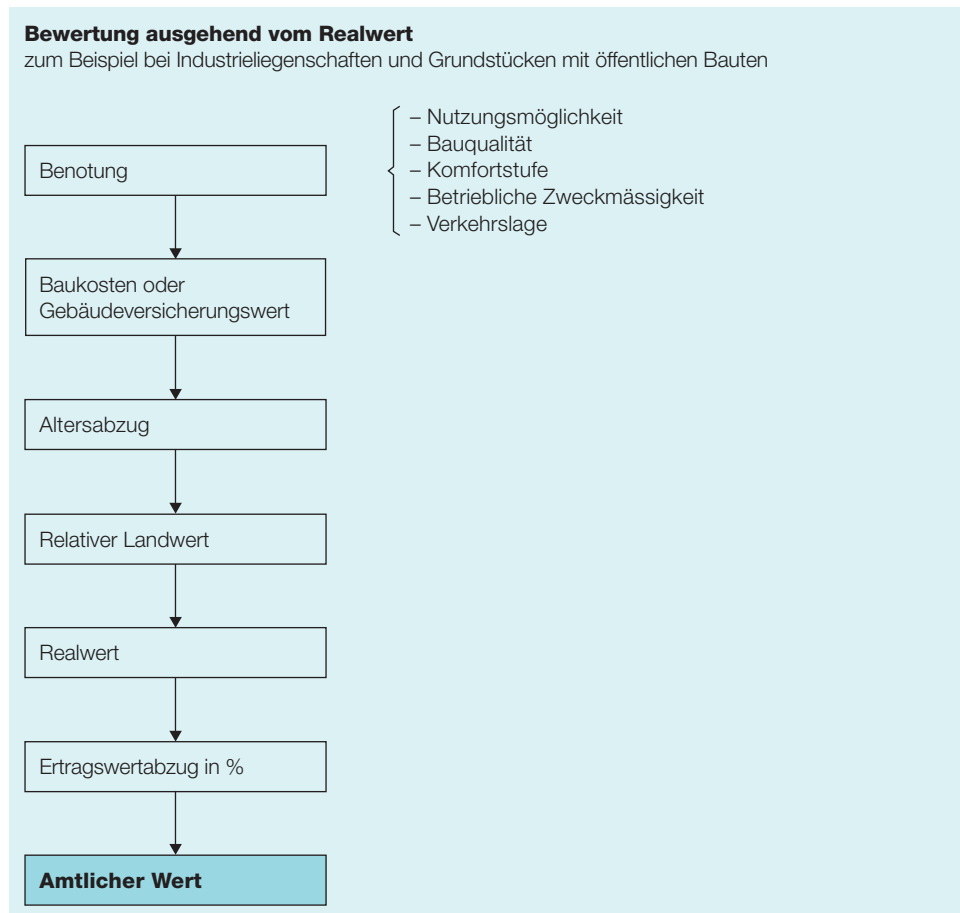 Bewertung ausgehend vom Realwert
zum Beispiel bei Industrieliegenschaften und Grundstücken mit öffentlichen Bauten
– Nutzungsmöglichkeit
– Bauqualität
– Komfortstufe
– Betriebliche Zweckmässigkeit
– Verkehrslage
Benotung
Baukosten oder
Gebäudeversicherungswert
Altersabzug
Relativer Landwert
Realwert
Ertragswertabzug in %
Amtlicher Wert